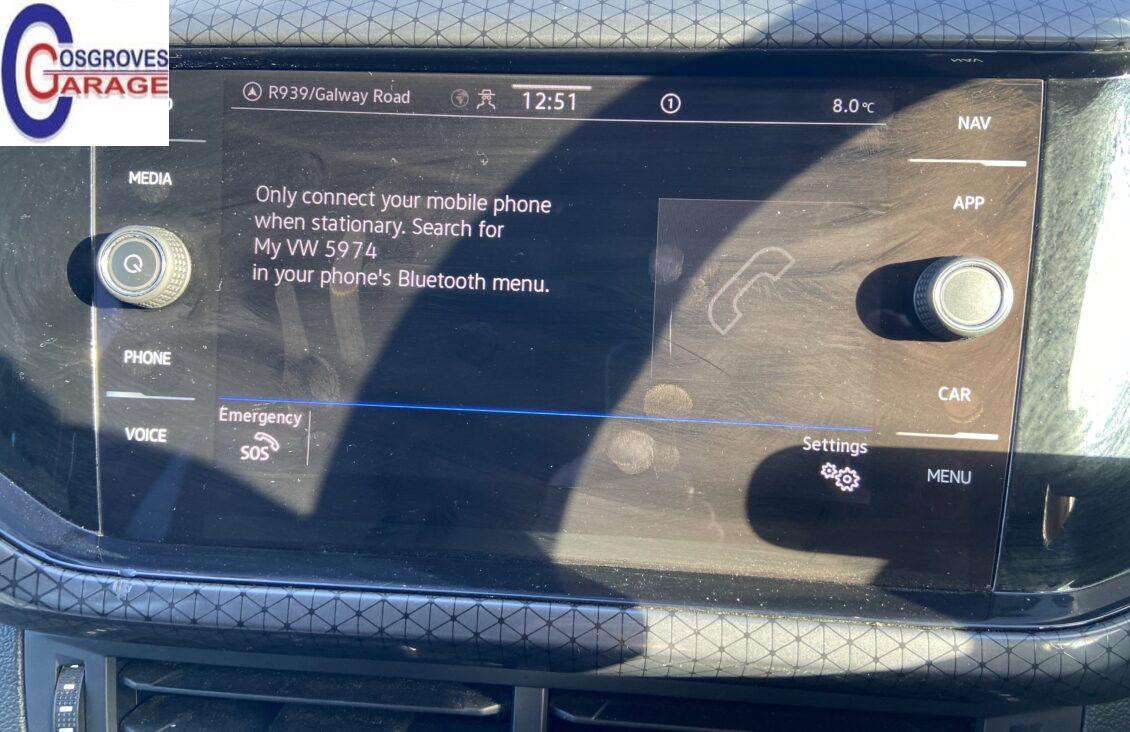 COSGROVES
GARAGE
R939/Galway Road
12:51
1
8.0°C
NAV
MEDIA
APP
Only connect your mobile phone
when stationary. Search for
My VW 5974
in your phone's Bluetooth menu.
PHONE
CAR
Emergency
SOS
VOICE
Settings
MENU